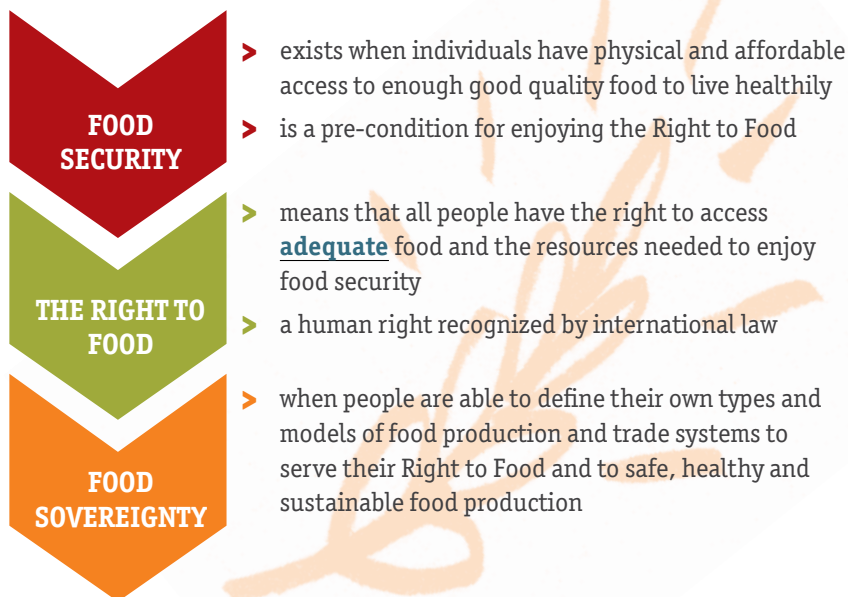 FOOD
SECURITY
> exists when individuals have physical and affordable
access to enough good quality food to live healthily
> is a pre-condition for enjoying the Right to Food
THE RIGHT TO
FOOD
> means that all people have the right to access
adequate food and the resources needed to enjoy
food security
> a human right recognized by international law
FOOD
SOVEREIGNTY
> when people are able to define their own types and
models of food production and trade systems to
serve their Right to Food and to safe, healthy and
sustainable food production